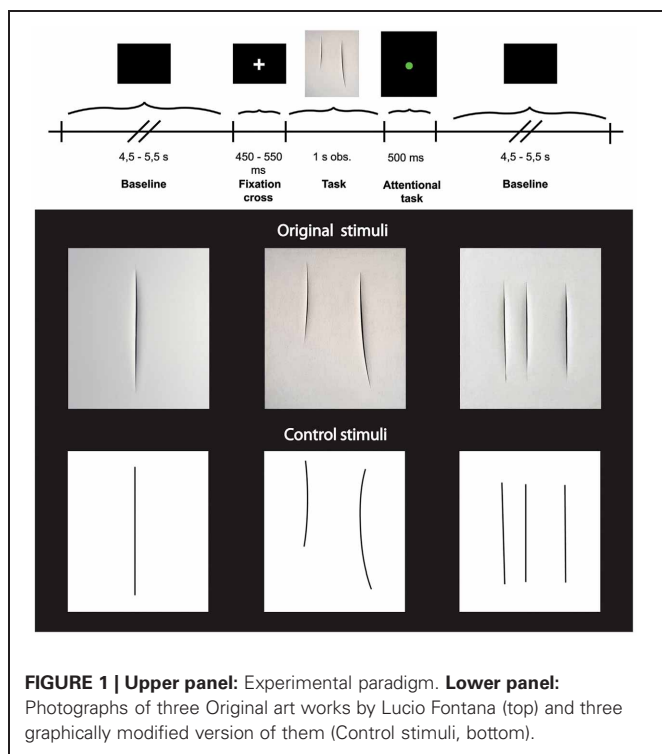 4,5 - 5,5 s
Baseline
450 - 550
ms
Fixation
cross
1 s obs.
Task
500 ms
Attentional
task
4,5 - 5,5 s
Baseline
Original stimuli
Control stimuli
FIGURE 1 | Upper panel: Experimental paradigm. Lower panel:
Photographs of three Original art works by Lucio Fontana (top) and three
graphically modified version of them (Control stimuli, bottom).